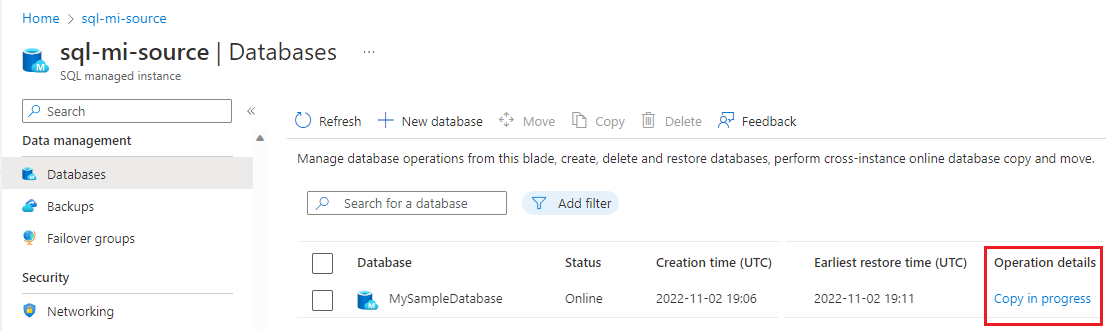 Home > sql-mi-source
sql-mi-source | Databases ...
SQL managed instance
Search «
Data management
Databases
Backups
Failover groups
Security
Networking
Refresh New database Move Copy Delete Feedback
Manage database operations from this blade, create, delete and restore databases, perform cross-instance online database copy and move.
Search for a database Add filter
Database Status Creation time (UTC) Earliest restore time (UTC) Operation details
MySampleDatabase Online 2022-11-02 19:06 2022-11-02 19:11 Copy in progress